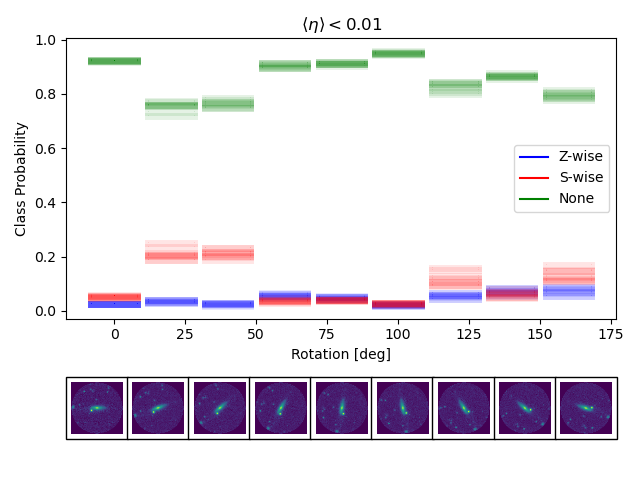 ⟨η⟩ < 0.01
Class Probability
1.0
0.8
0.6
0.4
0.2
0.0
Z-wise
S-wise
None
0 25 50 75 100 125 150 175
Rotation [deg]